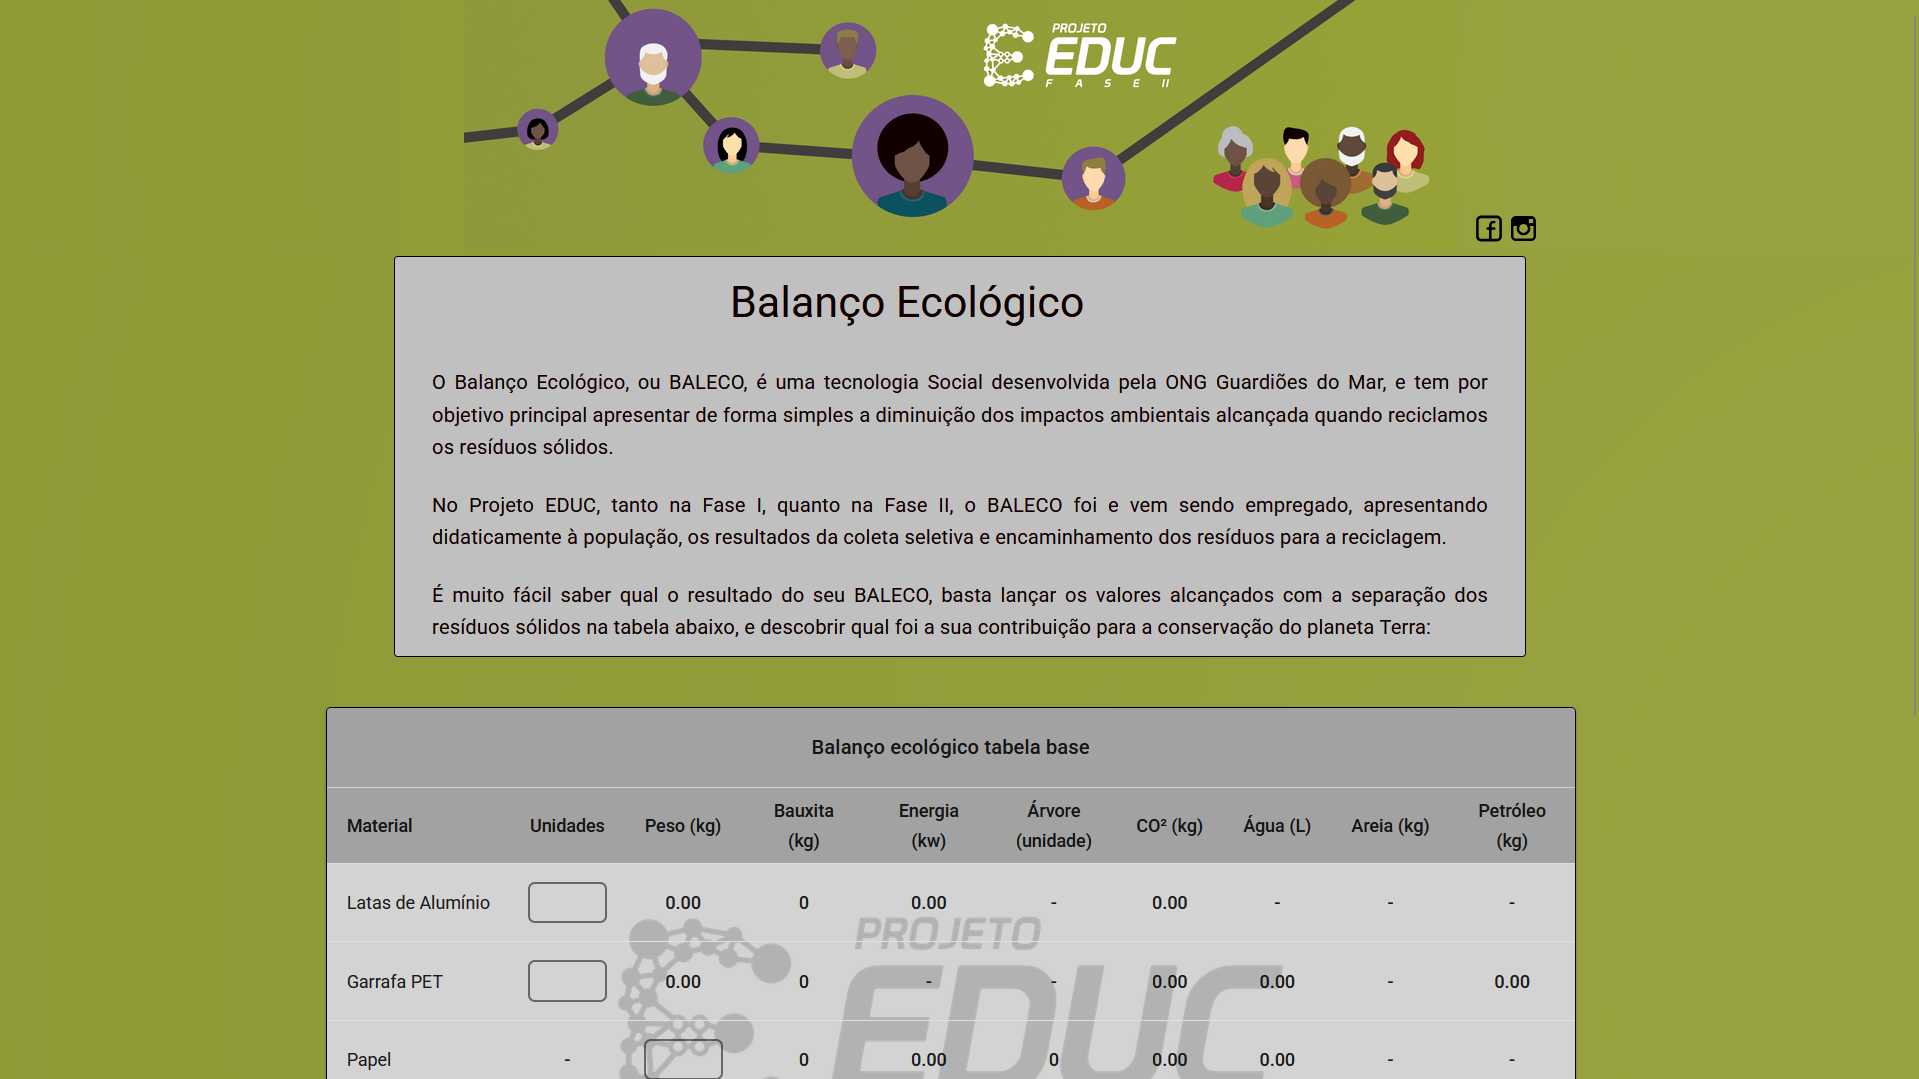 PROJETO
EDUC
FASE II
Balanço Ecológico
O Balanço Ecológico, ou BALECO, é uma tecnologia Social desenvolvida pela ONG Guardiões do Mar, e tem por
objetivo principal apresentar de forma simples a diminuição dos impactos ambientais alcançada quando reciclamos
os resíduos sólidos.
No Projeto EDUC, tanto na Fase I, quanto na Fase II, o BALECO foi e vem sendo empregado, apresentando
didaticamente à população, os resultados da coleta seletiva e encaminhamento dos resíduos para a reciclagem.
É muito fácil saber qual o resultado do seu BALECO, basta lançar os valores alcançados com a separação dos
resíduos sólidos na tabela abaixo, e descobrir qual foi a sua contribuição para a conservação do planeta Terra:
Balanço ecológico tabela base
Material Unidades Peso (kg) Bauxita (kg) Energia (kw) Árvore (unidade) CO² (kg) Água (L) Areia (kg) Petróleo (kg)
Latas de Alumínio 0.00 0 0.00 - 0.00 - - -
PROJETO
EDUC
Garrafa PET 0.00 0 - - 0.00 0.00 - 0.00
Papel - 0 0.00 0 0.00 0.00 - -